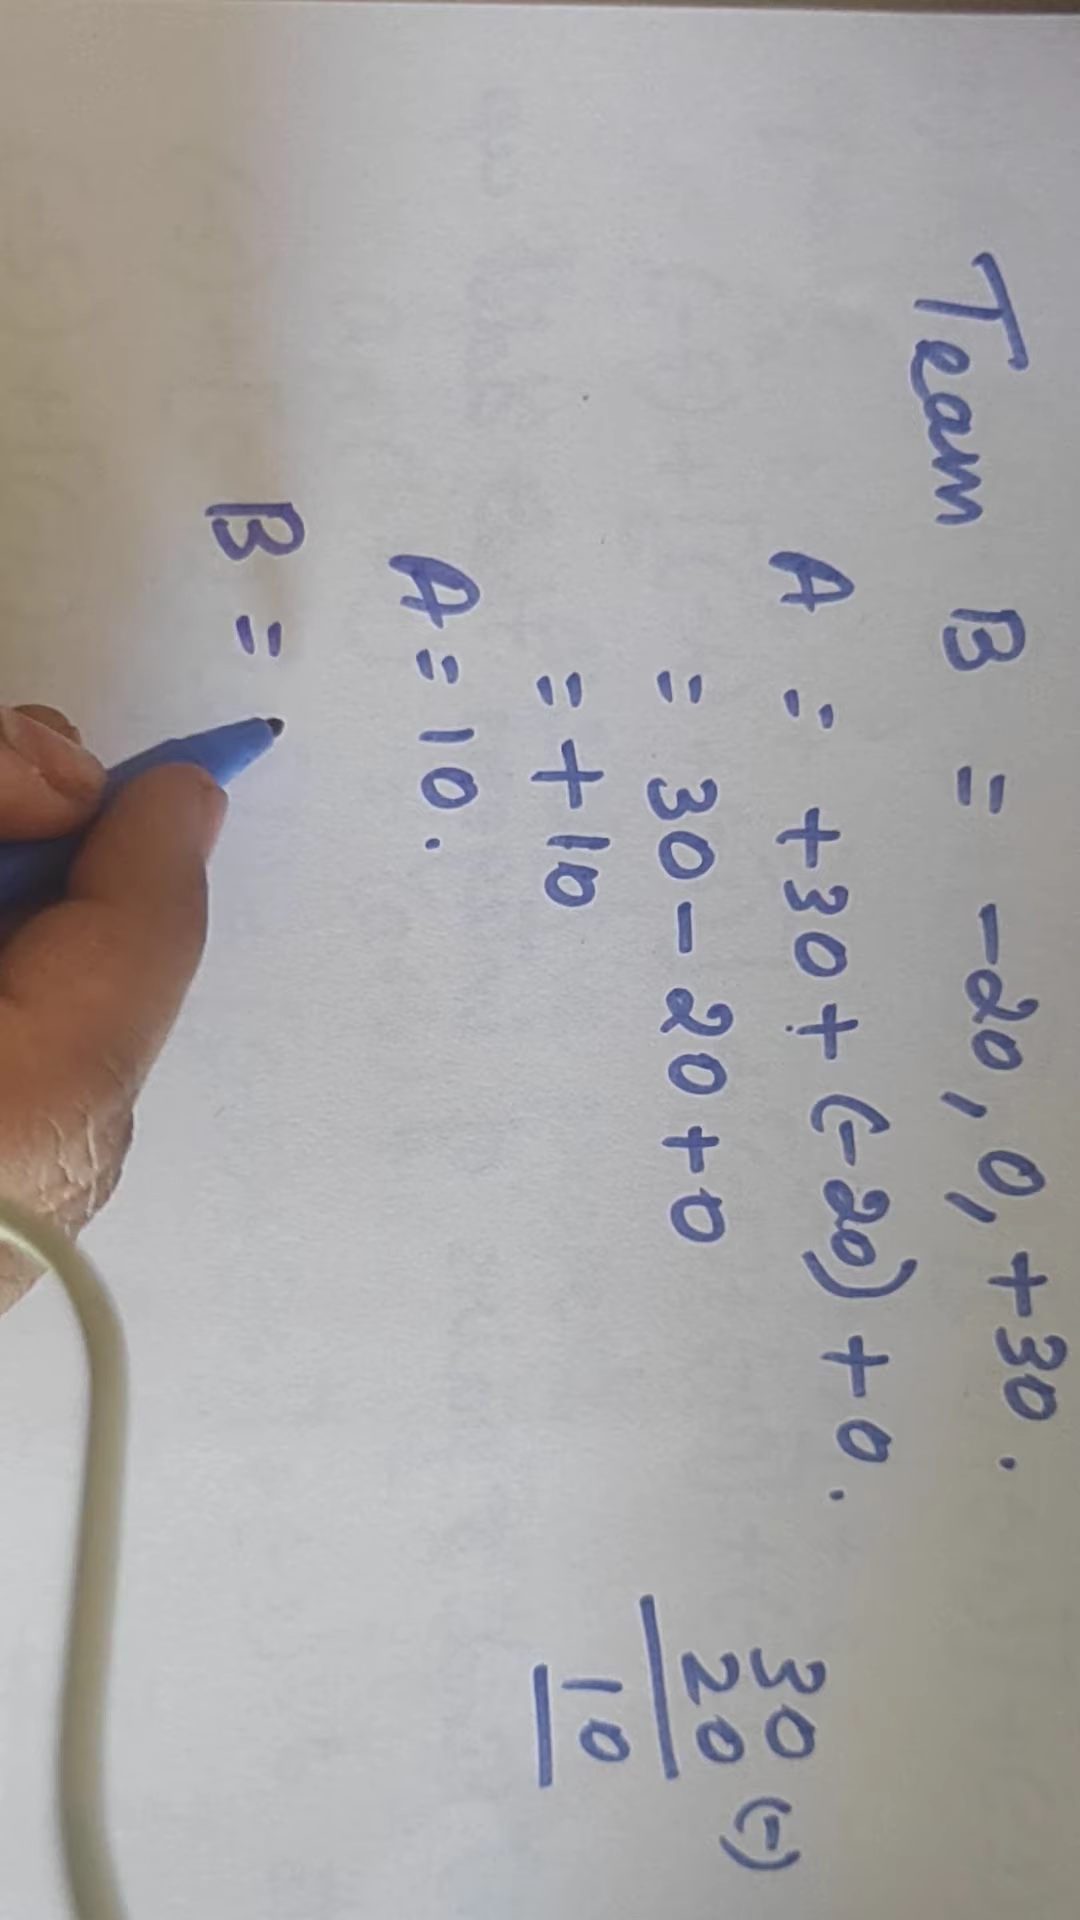 Team B = -20, 0, +30.
A = +30 + (-20) + 0.
= 30 - 20 + 0
= + 10
A = 10.
B =
30
20 (-)
10